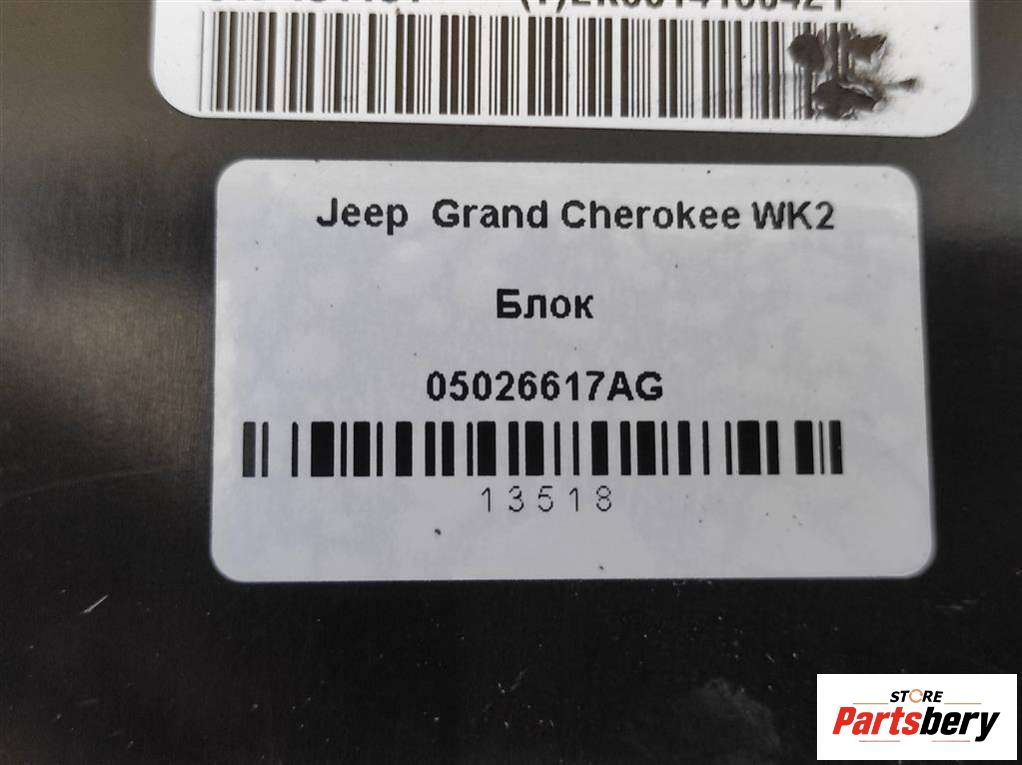 Jeep Grand Cherokee WK2
Блок
05026617AG
13518
STORE
Partsbery